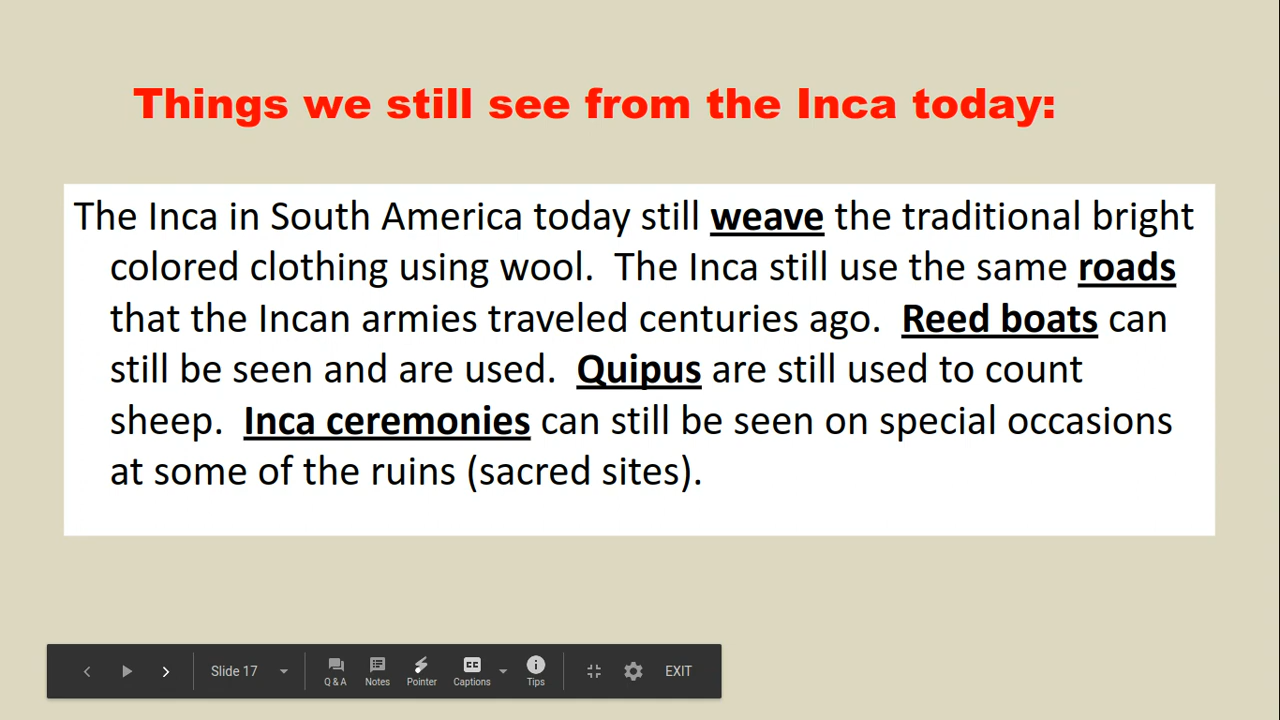 Things we still see from the Inca today:
The Inca in South America today still weave the traditional bright
colored clothing using wool.  The Inca still use the same roads
that the Incan armies traveled centuries ago.  Reed boats can
still be seen and are used.  Quipus are still used to count
sheep.  Inca ceremonies can still be seen on special occasions
at some of the ruins (sacred sites).
Slide 17
Q & A
Notes
Pointer
CC
Captions
Tips
EXIT